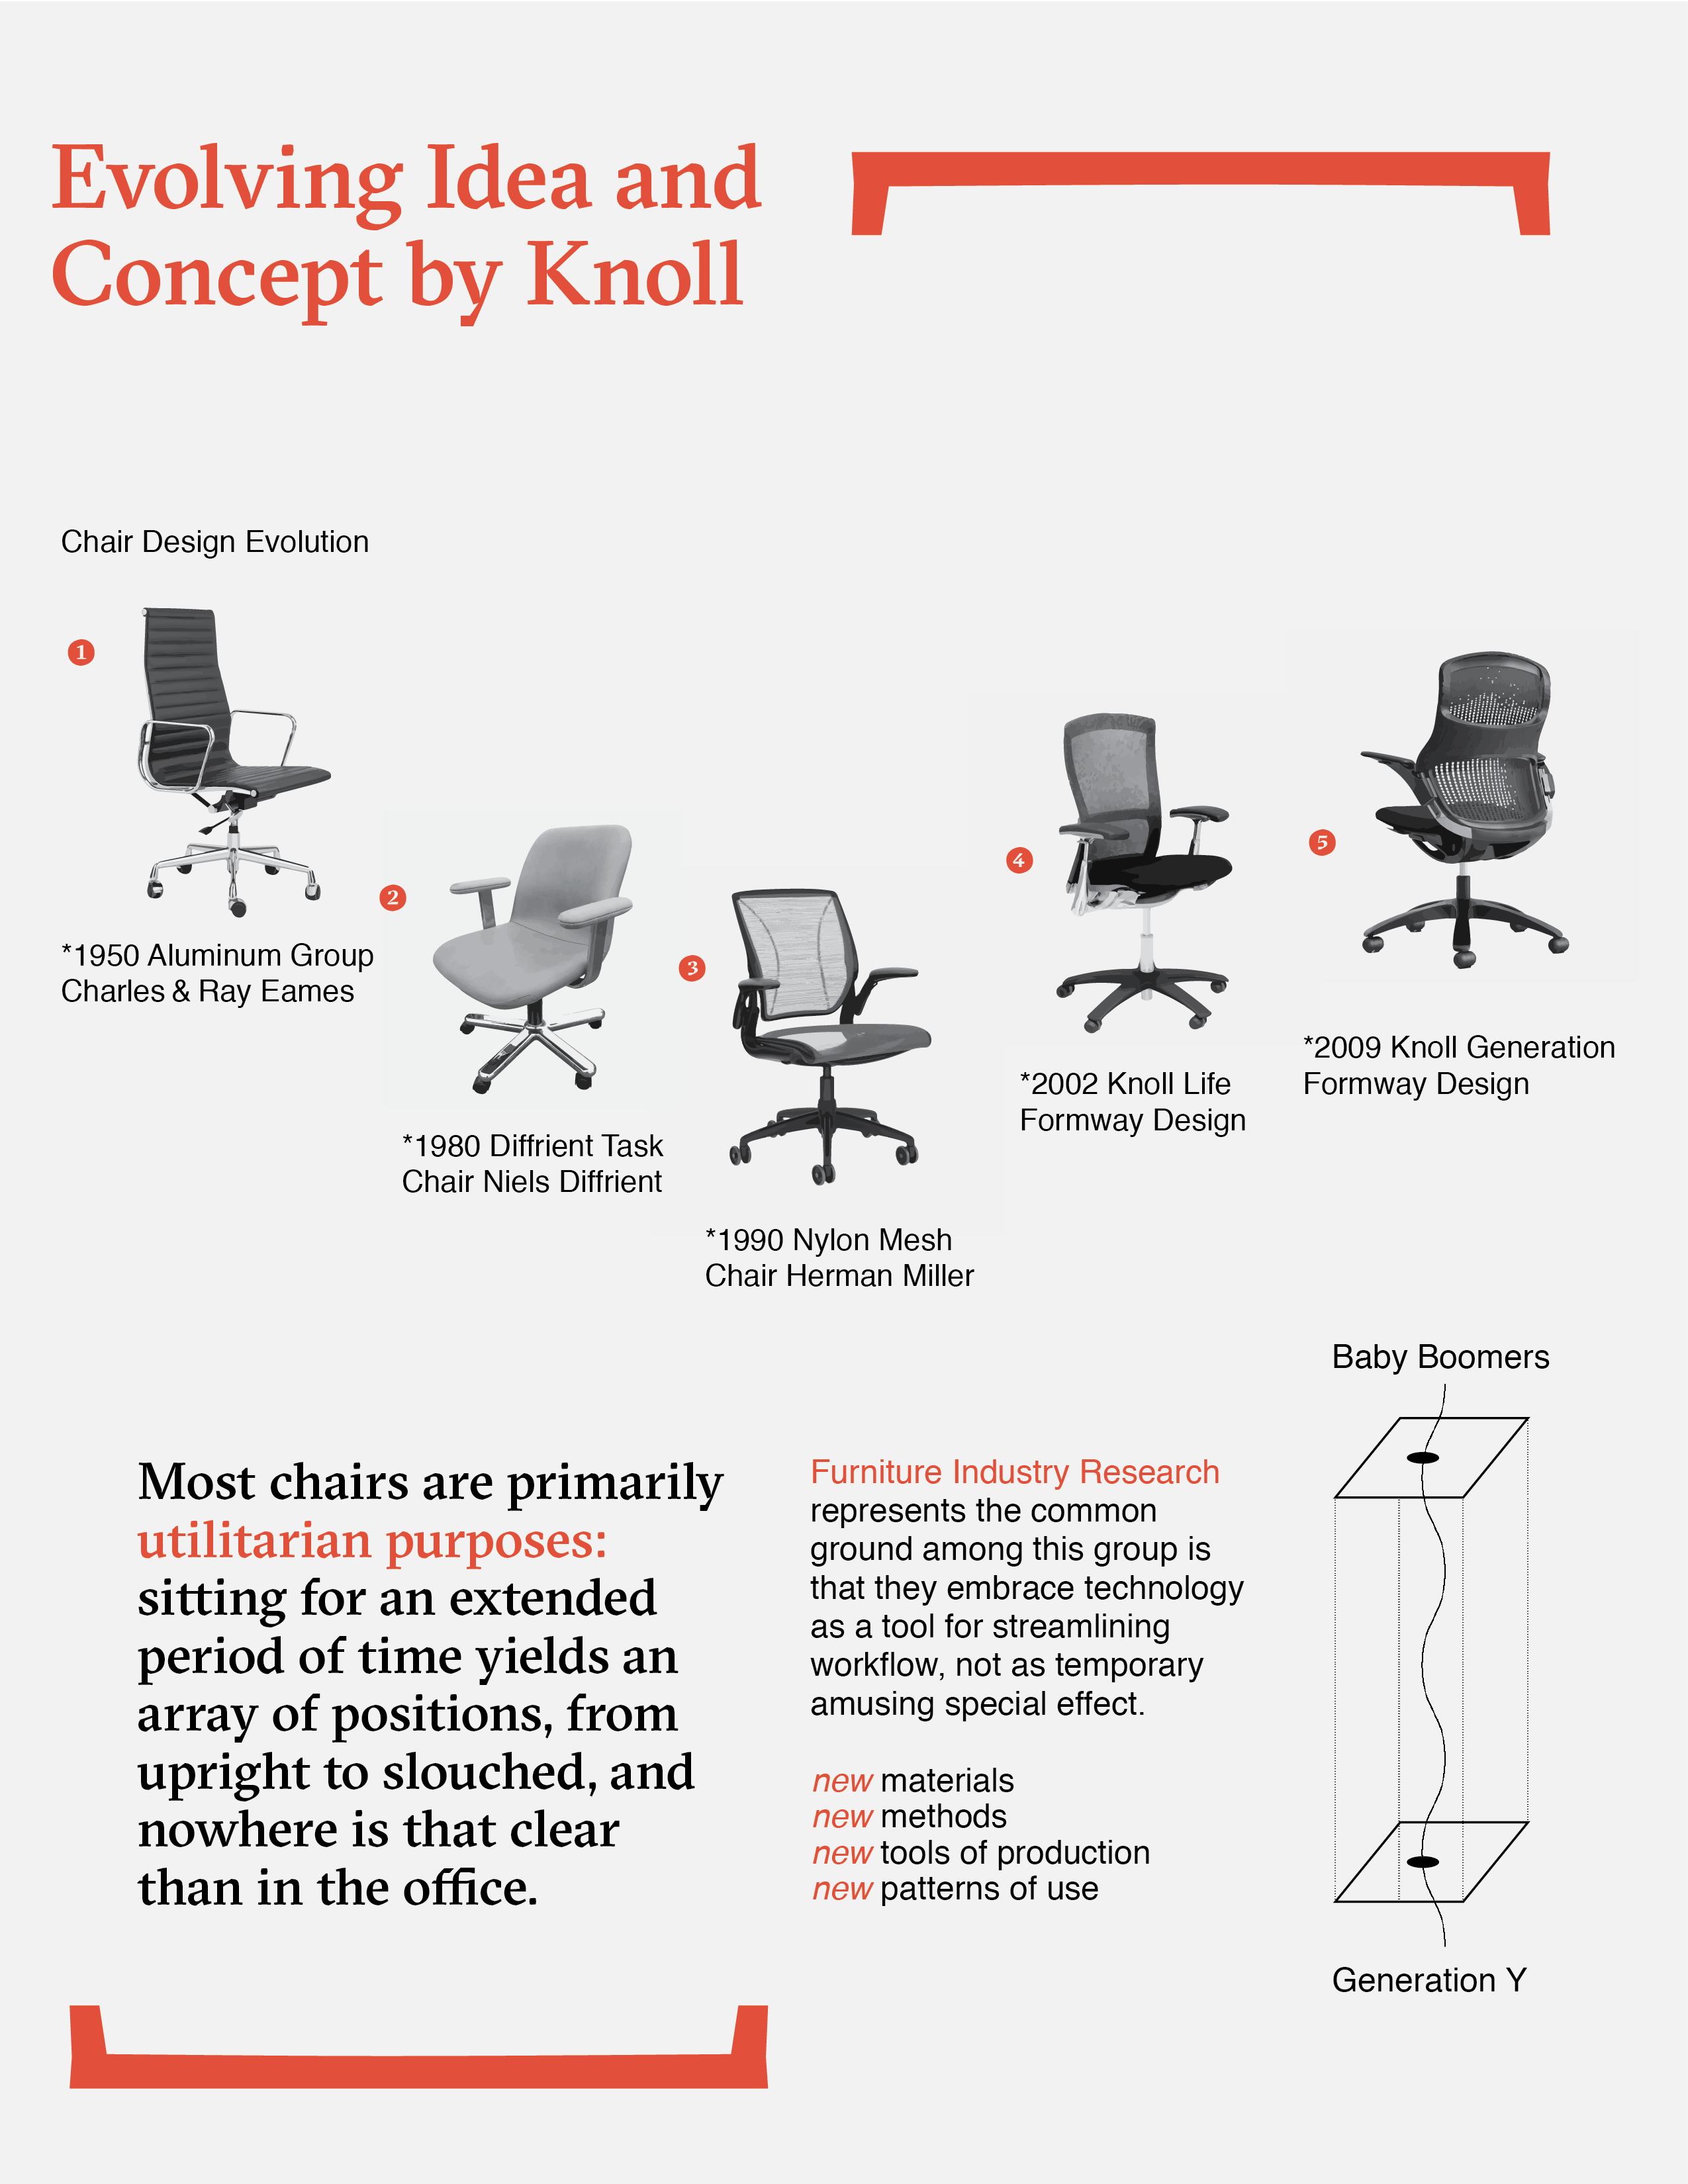 Evolving Idea and
Concept by Knoll
Chair Design Evolution
1
*1950 Aluminum Group
Charles & Ray Eames
2
*1980 Diffrient Task
Chair Niels Diffrient
3
*1990 Nylon Mesh
Chair Herman Miller
4
*2002 Knoll Life
Formway Design
5
*2009 Knoll Generation
Formway Design
Most chairs are primarily
utilitarian purposes:
sitting for an extended
period of time yields an
array of positions, from
upright to slouched, and
nowhere is that clear
than in the office.
Furniture Industry Research
represents the common
ground among this group is
that they embrace technology
as a tool for streamlining
workflow, not as temporary
amusing special effect.
new materials
new methods
new tools of production
new patterns of use
Baby Boomers
Generation Y